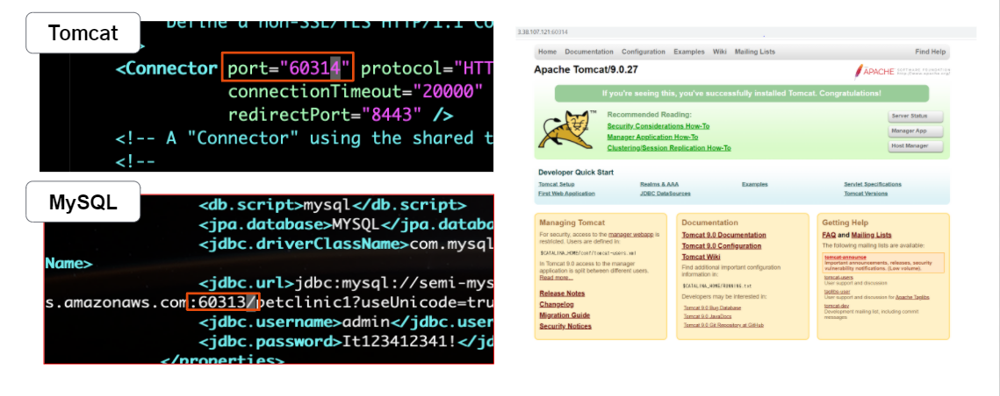 Tomcat
Define a non-SSL/TLS HTTP/1.1 Co
<Connector port="60314" protocol="HTT
connectionTimeout="20000"
redirectPort="8443" />
<!-- A "Connector" using the shared t
<!--
MySQL
<db.script>mysql</db.script>
<jpa.database>MYSQL</jpa.databa
<jdbc.driverClassName>com.mysql
Name>
<jdbc.url>jdbc:mysql://semi-mys
s.amazonaws.com:60313/petclinic1?useUnicode=tru
<jdbc.username>admin</jdbc.user
<jdbc.password>It123412341!</jd
</properties>
3.38.107.121:60314
Home Documentation Configuration Examples Wiki Mailing Lists Find Help
Apache Tomcat/9.0.27
APACHE SOFTWARE FOUNDATION
http://www.apache.org/
If you're seeing this, you've successfully installed Tomcat. Congratulations!
TM
Recommended Reading:
Security Considerations How-To
Manager Application How-To
Clustering/Session Replication How-To
Server Status
Manager App
Host Manager
Developer Quick Start
Tomcat Setup
First Web Application
Realms & AAA
JDBC DataSources
Examples
Servlet Specifications
Tomcat Versions
Managing Tomcat
For security, access to the manager webapp is
restricted. Users are defined in:
$CATALINA_HOME/conf/tomcat-users.xml
In Tomcat 9.0 access to the manager
application is split between different users.
Read more...
Release Notes
Changelog
Migration Guide
Security Notices
Documentation
Tomcat 9.0 Documentation
Tomcat 9.0 Configuration
Tomcat Wiki
Find additional important configuration
information in:
$CATALINA_HOME/RUNNING.txt
Developers may be interested in:
Tomcat 9.0 Bug Database
Tomcat 9.0 JavaDocs
Tomcat 9.0 Git Repository at GitHub
Getting Help
FAQ and Mailing Lists
The following mailing lists are available:
tomcat-announce
Important announcements, releases, security
vulnerability notifications. (Low volume).
tomcat-users
User support and discussion
taglibs-user
User support and discussion for Apache Taglibs
tomcat-dev
Development mailing list, including commit
messages